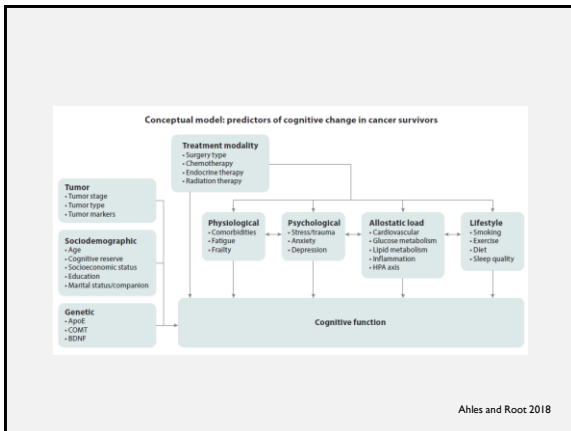 Conceptual model: predictors of cognitive change in cancer survivors
Treatment modality
• Surgery type
• Chemotherapy
• Endocrine therapy
• Radiation therapy
Tumor
• Tumor stage
• Tumor type
• Tumor markers
Sociodemographic
• Age
• Cognitive reserve
• Socioeconomic status
• Education
• Marital status/companion
Genetic
• ApoE
• COMT
• BDNF
Physiological
• Comorbidities
• Fatigue
• Frailty
Psychological
• Stress/trauma
• Anxiety
• Depression
Allostatic load
• Cardiovascular
• Glucose metabolism
• Lipid metabolism
• Inflammation
• HPA axis
Lifestyle
• Smoking
• Exercise
• Diet
• Sleep quality
Cognitive function
Ahles and Root 2018